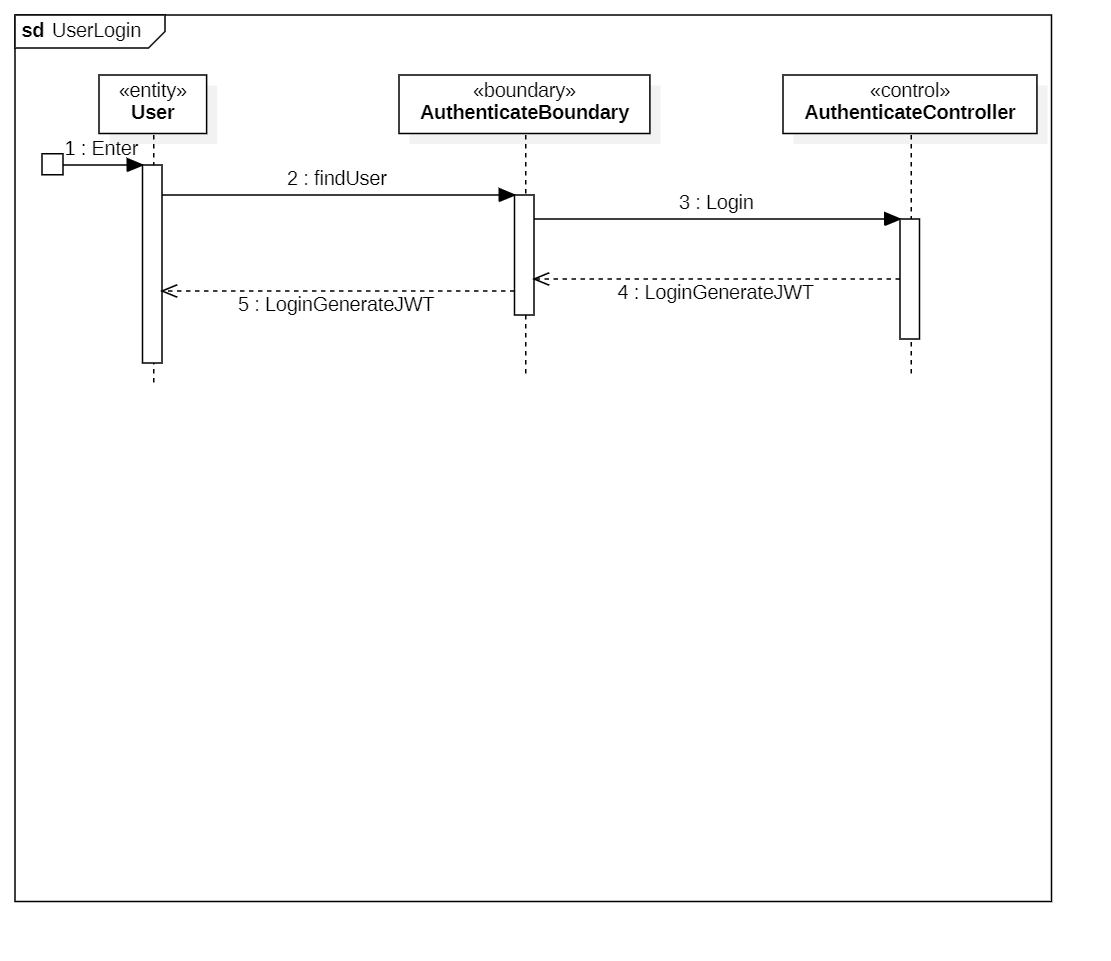 sd UserLogin
«entity»
User
«boundary»
AuthenticateBoundary
«control»
AuthenticateController
1 : Enter
2 : findUser
3 : Login
4 : LoginGenerateJWT
5 : LoginGenerateJWT